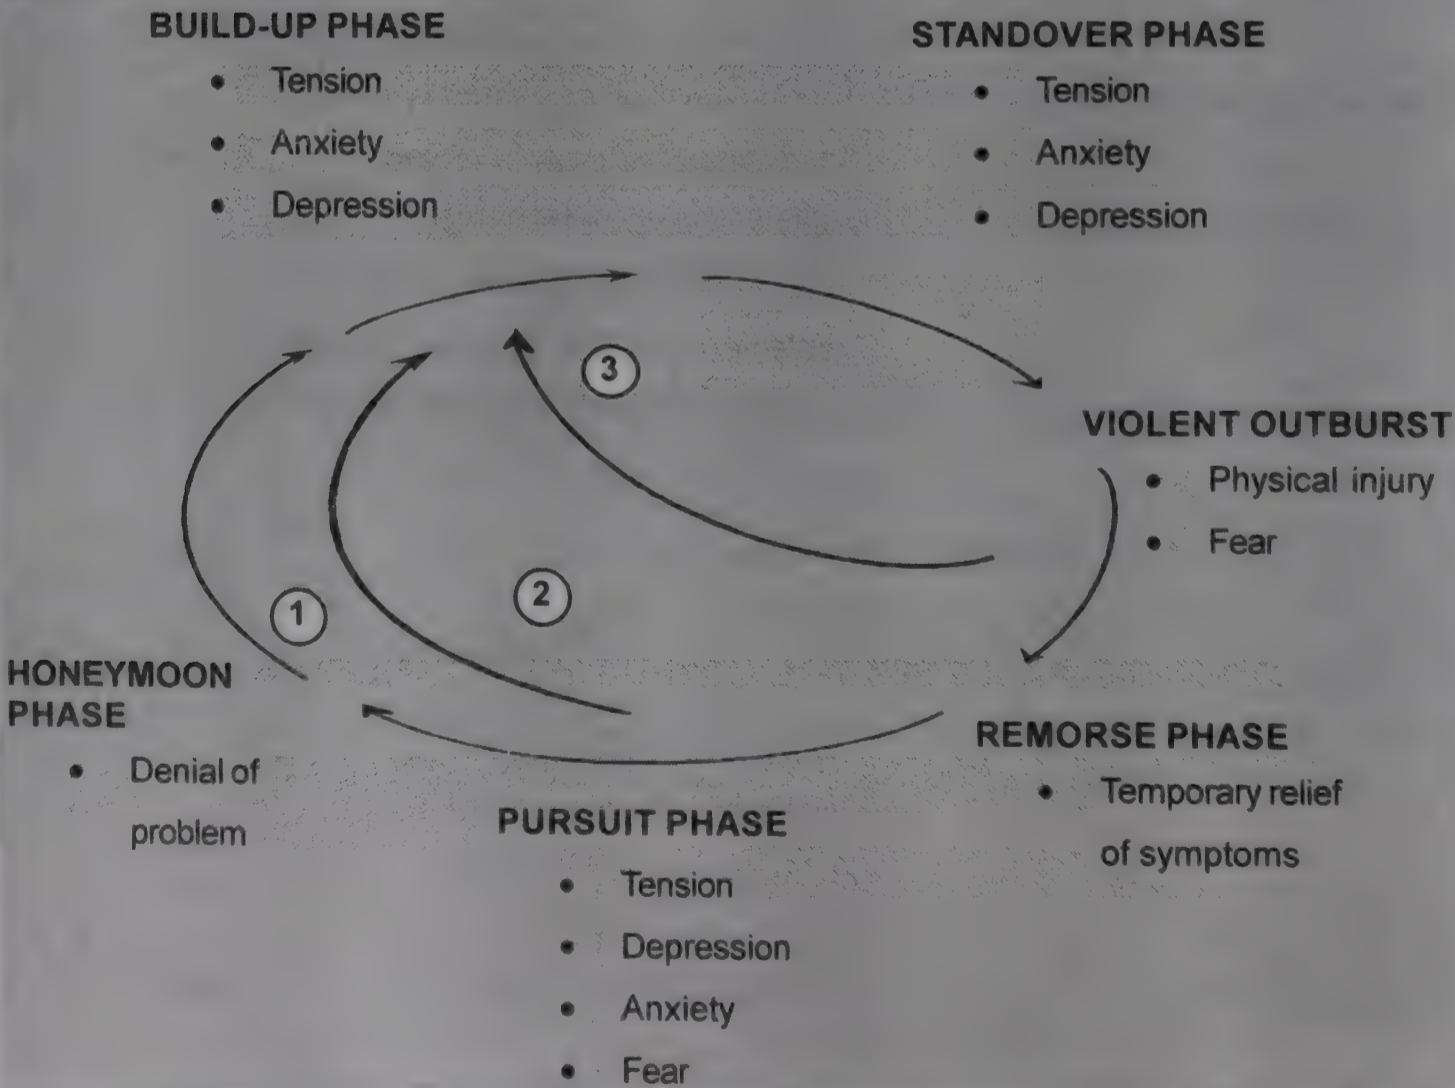 BUILD-UP PHASE
• Tension
• Anxiety
• Depression
STANDOVER PHASE
• Tension
• Anxiety
• Depression
3
VIOLENT OUTBURST
• Physical injury
• Fear
1
2
HONEYMOON
PHASE
• Denial of
problem
REMORSE PHASE
• Temporary relief
of symptoms
PURSUIT PHASE
• Tension
• Depression
• Anxiety
• Fear